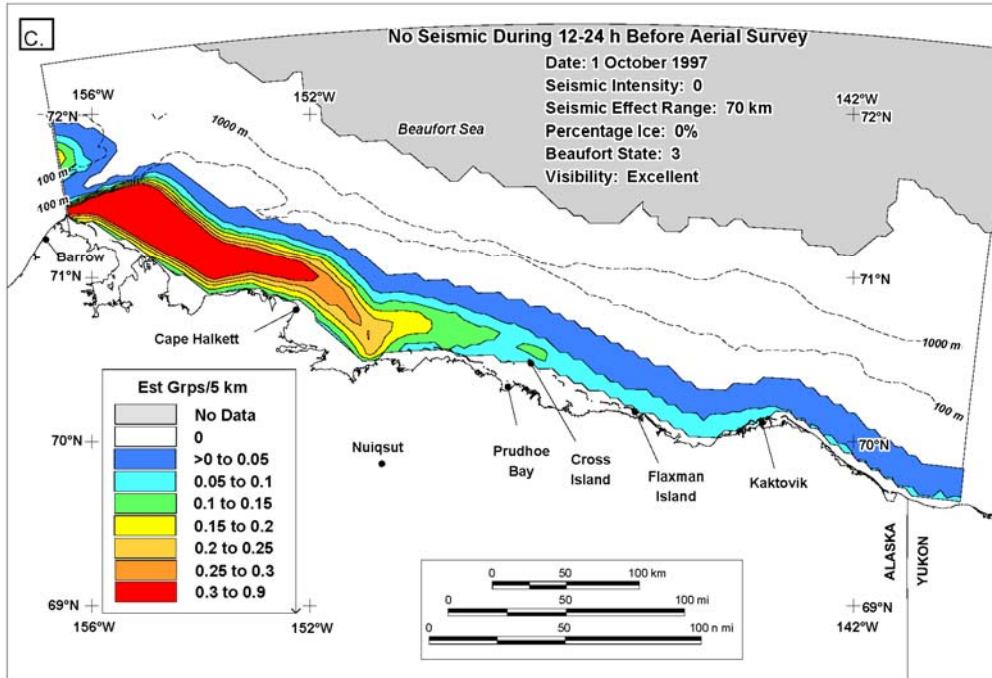 C.
No Seismic During 12-24 h Before Aerial Survey
Date: 1 October 1997
Seismic Intensity: 0
Seismic Effect Range: 70 km
Percentage Ice: 0%
Beaufort State: 3
Visibility: Excellent
156°W
152°W
142°W
72°N
72°N
Beaufort Sea
1000 m
100 m
100 m
Barrow
71°N
71°N
Cape Halkett
1000 m
100 m
Est Grps/5 km
No Data
0
>0 to 0.05
0.05 to 0.1
0.1 to 0.15
0.15 to 0.2
0.2 to 0.25
0.25 to 0.3
0.3 to 0.9
70°N
70°N
Nuiqsut
Prudhoe
Bay
Cross
Island
Flaxman
Island
Kaktovik
ALASKA
YUKON
0 50 100 km
0 50 100 mi
0 50 100 n mi
69°N
69°N
156°W
152°W
142°W